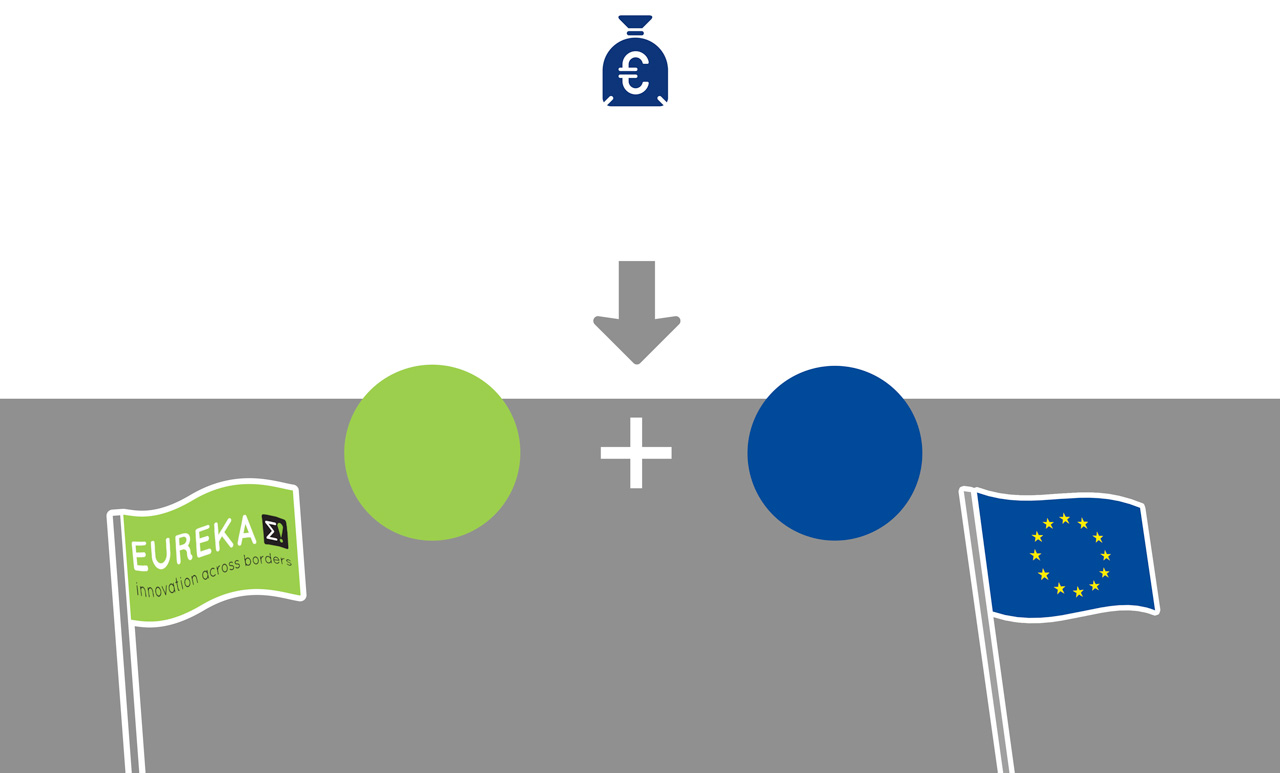 €
EUREKA Σ!
innovation across borders